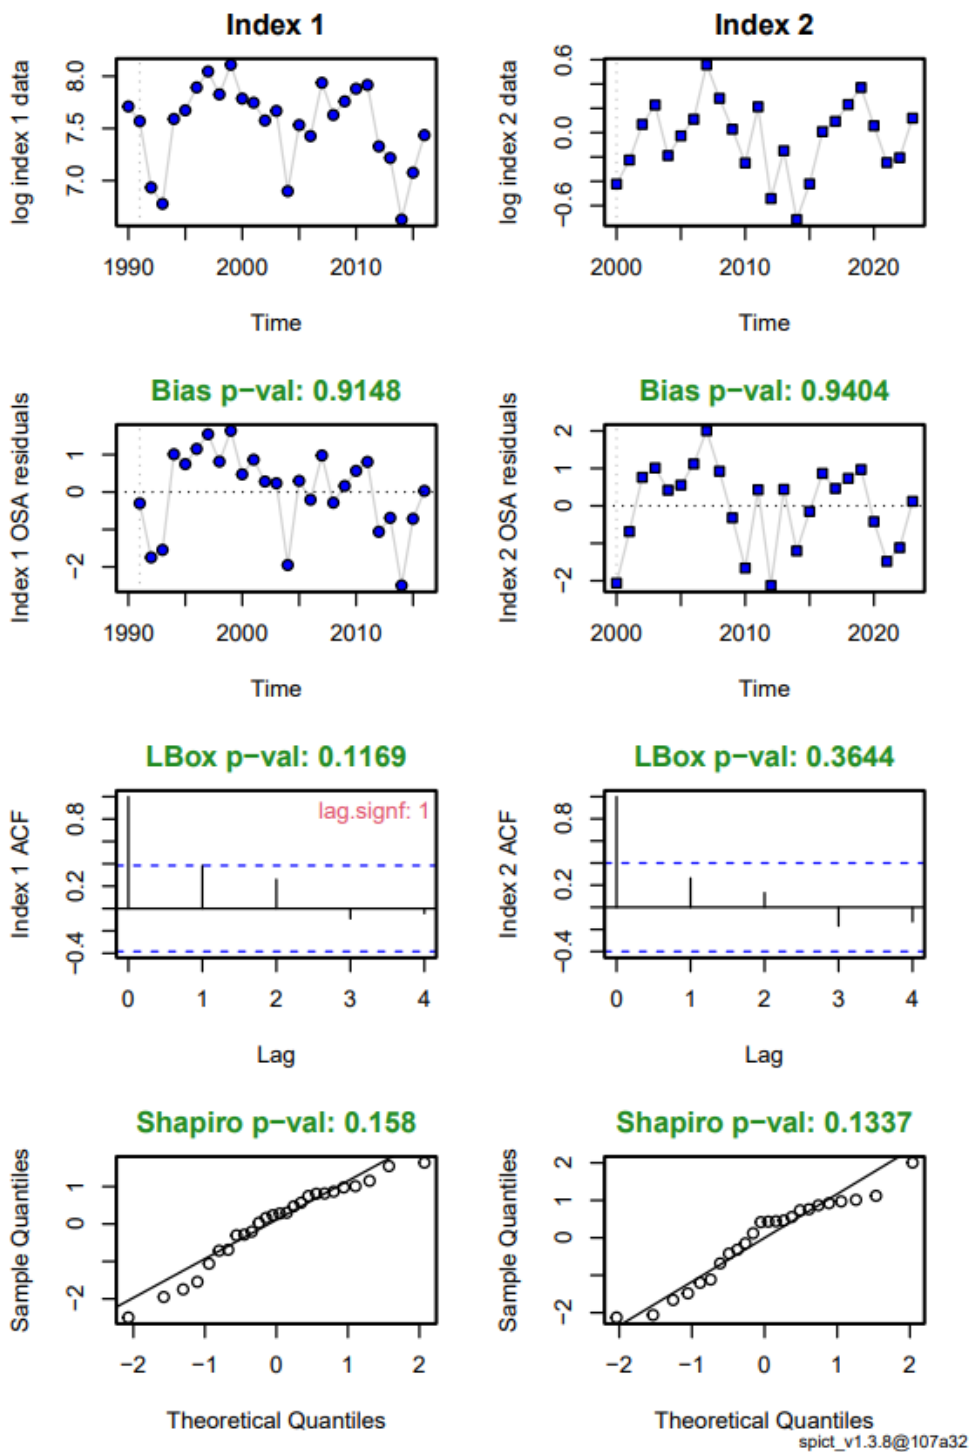 Index 1
log index 1 data
8.0
7.5
7.0
1990 2000 2010
Time
Index 2
log index 2 data
0.6
0.0
−0.6
2000 2010 2020
Time
Bias p−val: 0.9148
Index 1 OSA residuals
1
0
−2
1990 2000 2010
Time
Bias p−val: 0.9404
Index 2 OSA residuals
2
1
0
−2
2000 2010 2020
Time
LBox p−val: 0.1169
Index 1 ACF
lag.signf: 1
0.8
0.2
−0.4
0 1 2 3 4
Lag
LBox p−val: 0.3644
Index 2 ACF
0.8
0.2
−0.4
0 1 2 3 4
Lag
Shapiro p−val: 0.158
Sample Quantiles
1
0
−2
−2 −1 0 1 2
Theoretical Quantiles
Shapiro p−val: 0.1337
Sample Quantiles
2
1
0
−2
−2 −1 0 1 2
Theoretical Quantiles
spict_v1.3.8@107a32